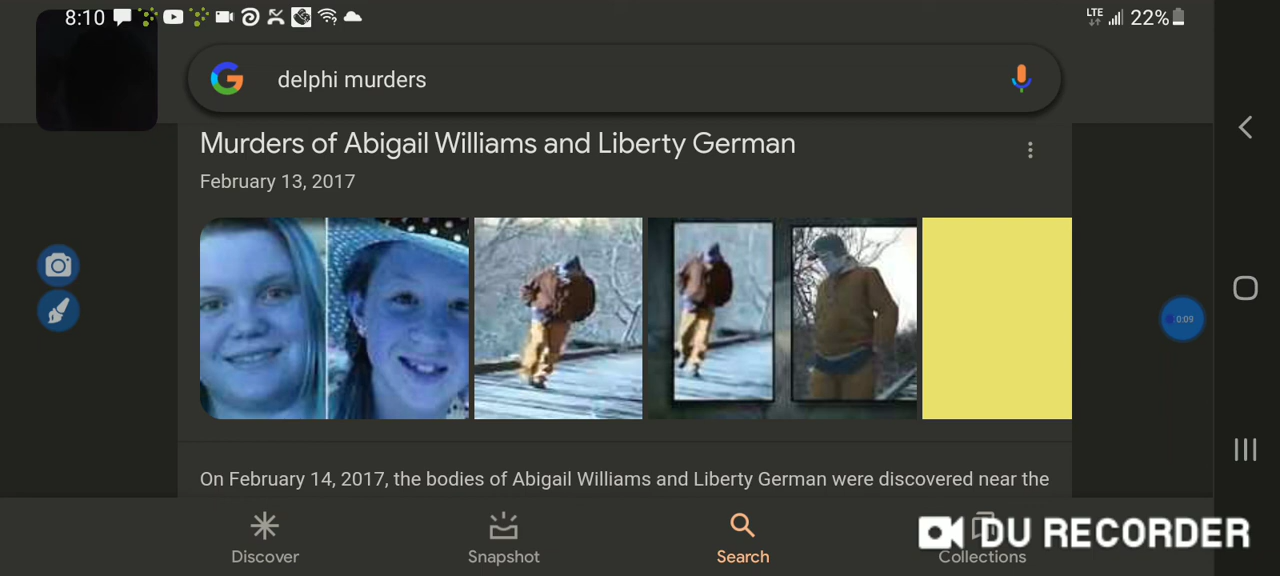 8:10
LTE 22%
delphi murders
Murders of Abigail Williams and Liberty German
February 13, 2017
0:09
On February 14, 2017, the bodies of Abigail Williams and Liberty German were discovered near the
Discover Snapshot Search Collections
DU RECORDER